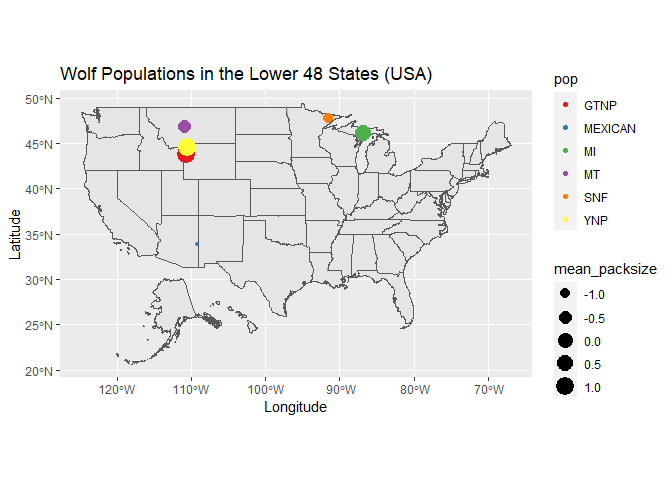 Wolf Populations in the Lower 48 States (USA)
50°N
45°N
40°N
35°N
30°N
25°N
20°N
Latitude
120°W
110°W
100°W
90°W
80°W
70°W
Longitude
pop
GTNP
MEXICAN
MI
MT
SNF
YNP
mean_packsize
-1.0
-0.5
0.0
0.5
1.0